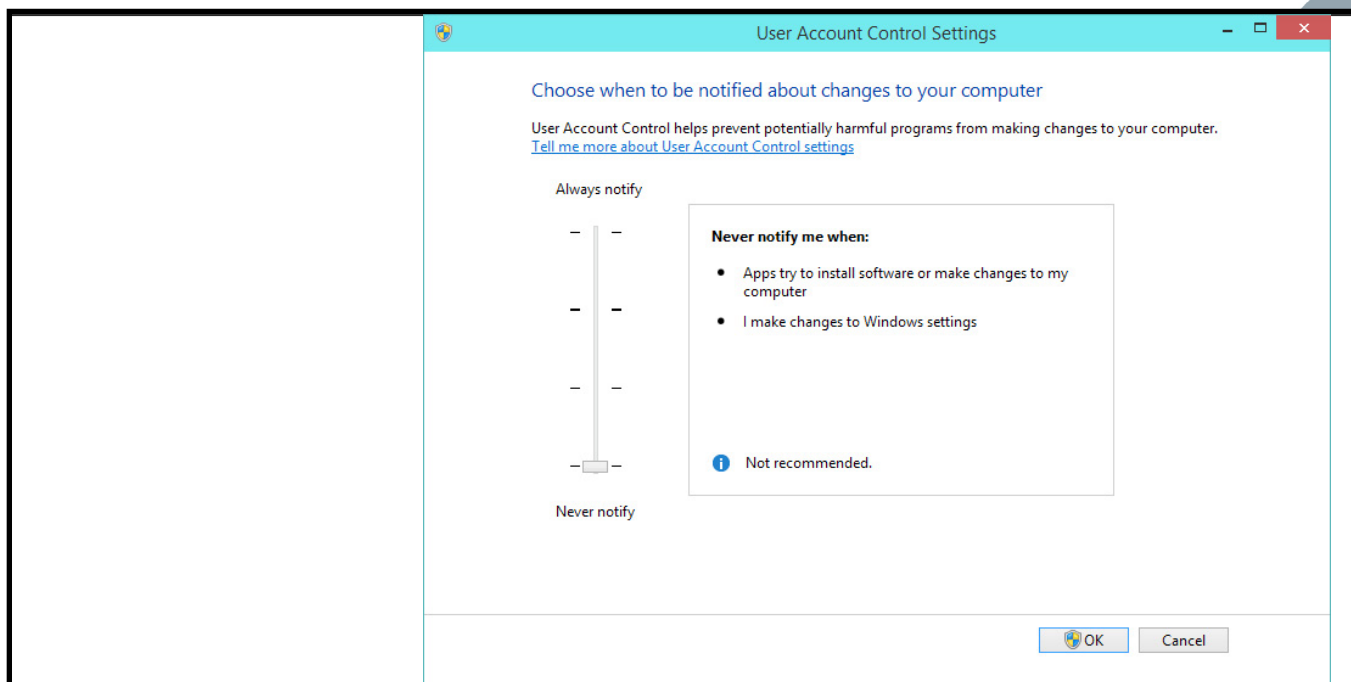 User Account Control Settings
Choose when to be notified about changes to your computer
User Account Control helps prevent potentially harmful programs from making changes to your computer.
Tell me more about User Account Control settings
Always notify
Never notify me when:
• Apps try to install software or make changes to my
computer
• I make changes to Windows settings
Not recommended.
Never notify
OK Cancel